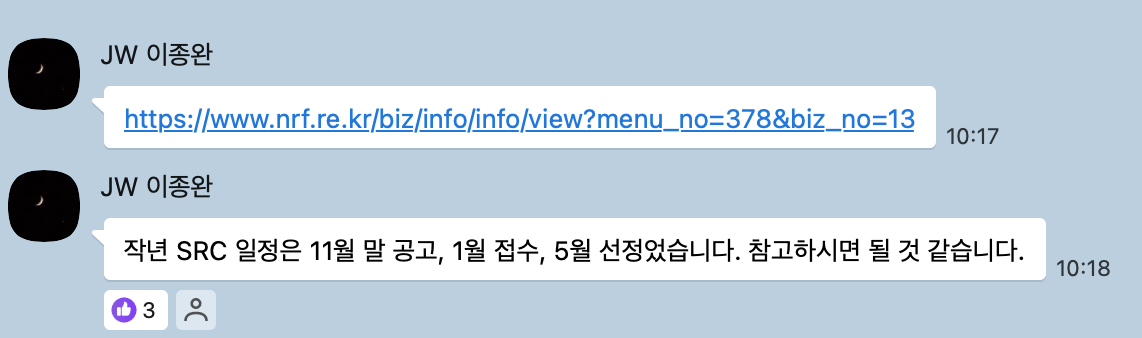 JW 이종완
https://www.nrf.re.kr/biz/info/info/view?menu_no=378&biz_no=13
10:17
JW 이종완
작년 SRC 일정은 11월 말 공고, 1월 접수, 5월 선정었습니다. 참고하시면 될 것 같습니다.
10:18
3